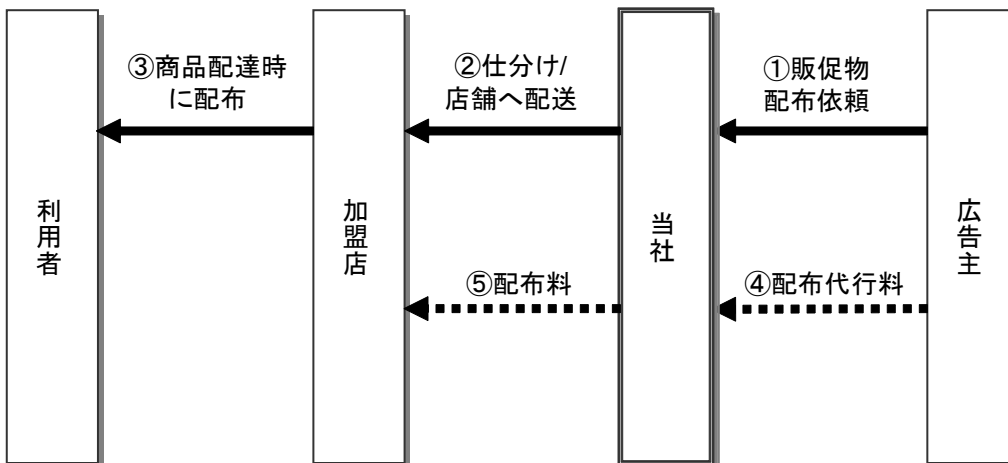 ③商品配達時
に配布
②仕分け/
店舗へ配送
①販促物
配布依頼
利用者
加盟店
当社
広告主
⑤配布料
④配布代行料